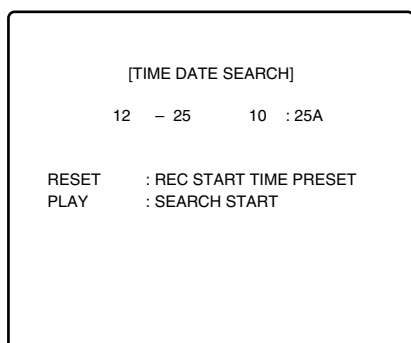 [TIME DATE SEARCH]
12 – 25 10 : 25A
RESET : REC START TIME PRESET
PLAY : SEARCH START